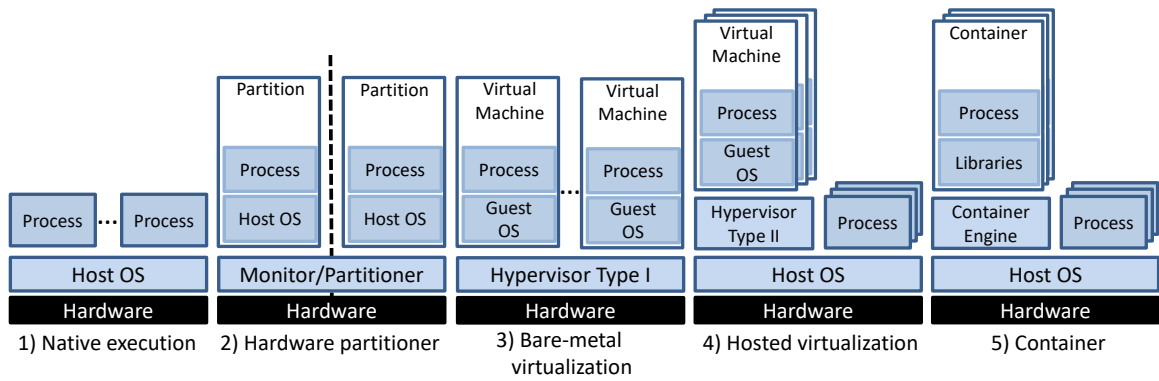 Process
...
Process
Host OS
Hardware
1) Native execution
Partition
Process
Host OS
Partition
Process
Host OS
Monitor/Partitioner
Hardware
2) Hardware partitioner
Virtual
Machine
Process
Guest
OS
...
Virtual
Machine
Process
Guest
OS
Hypervisor Type I
Hardware
3) Bare-metal
virtualization
Virtual
Machine
Process
Guest
OS
Hypervisor
Type II
Process
Host OS
Hardware
4) Hosted virtualization
Container
Process
Libraries
Container
Engine
Process
Host OS
Hardware
5) Container